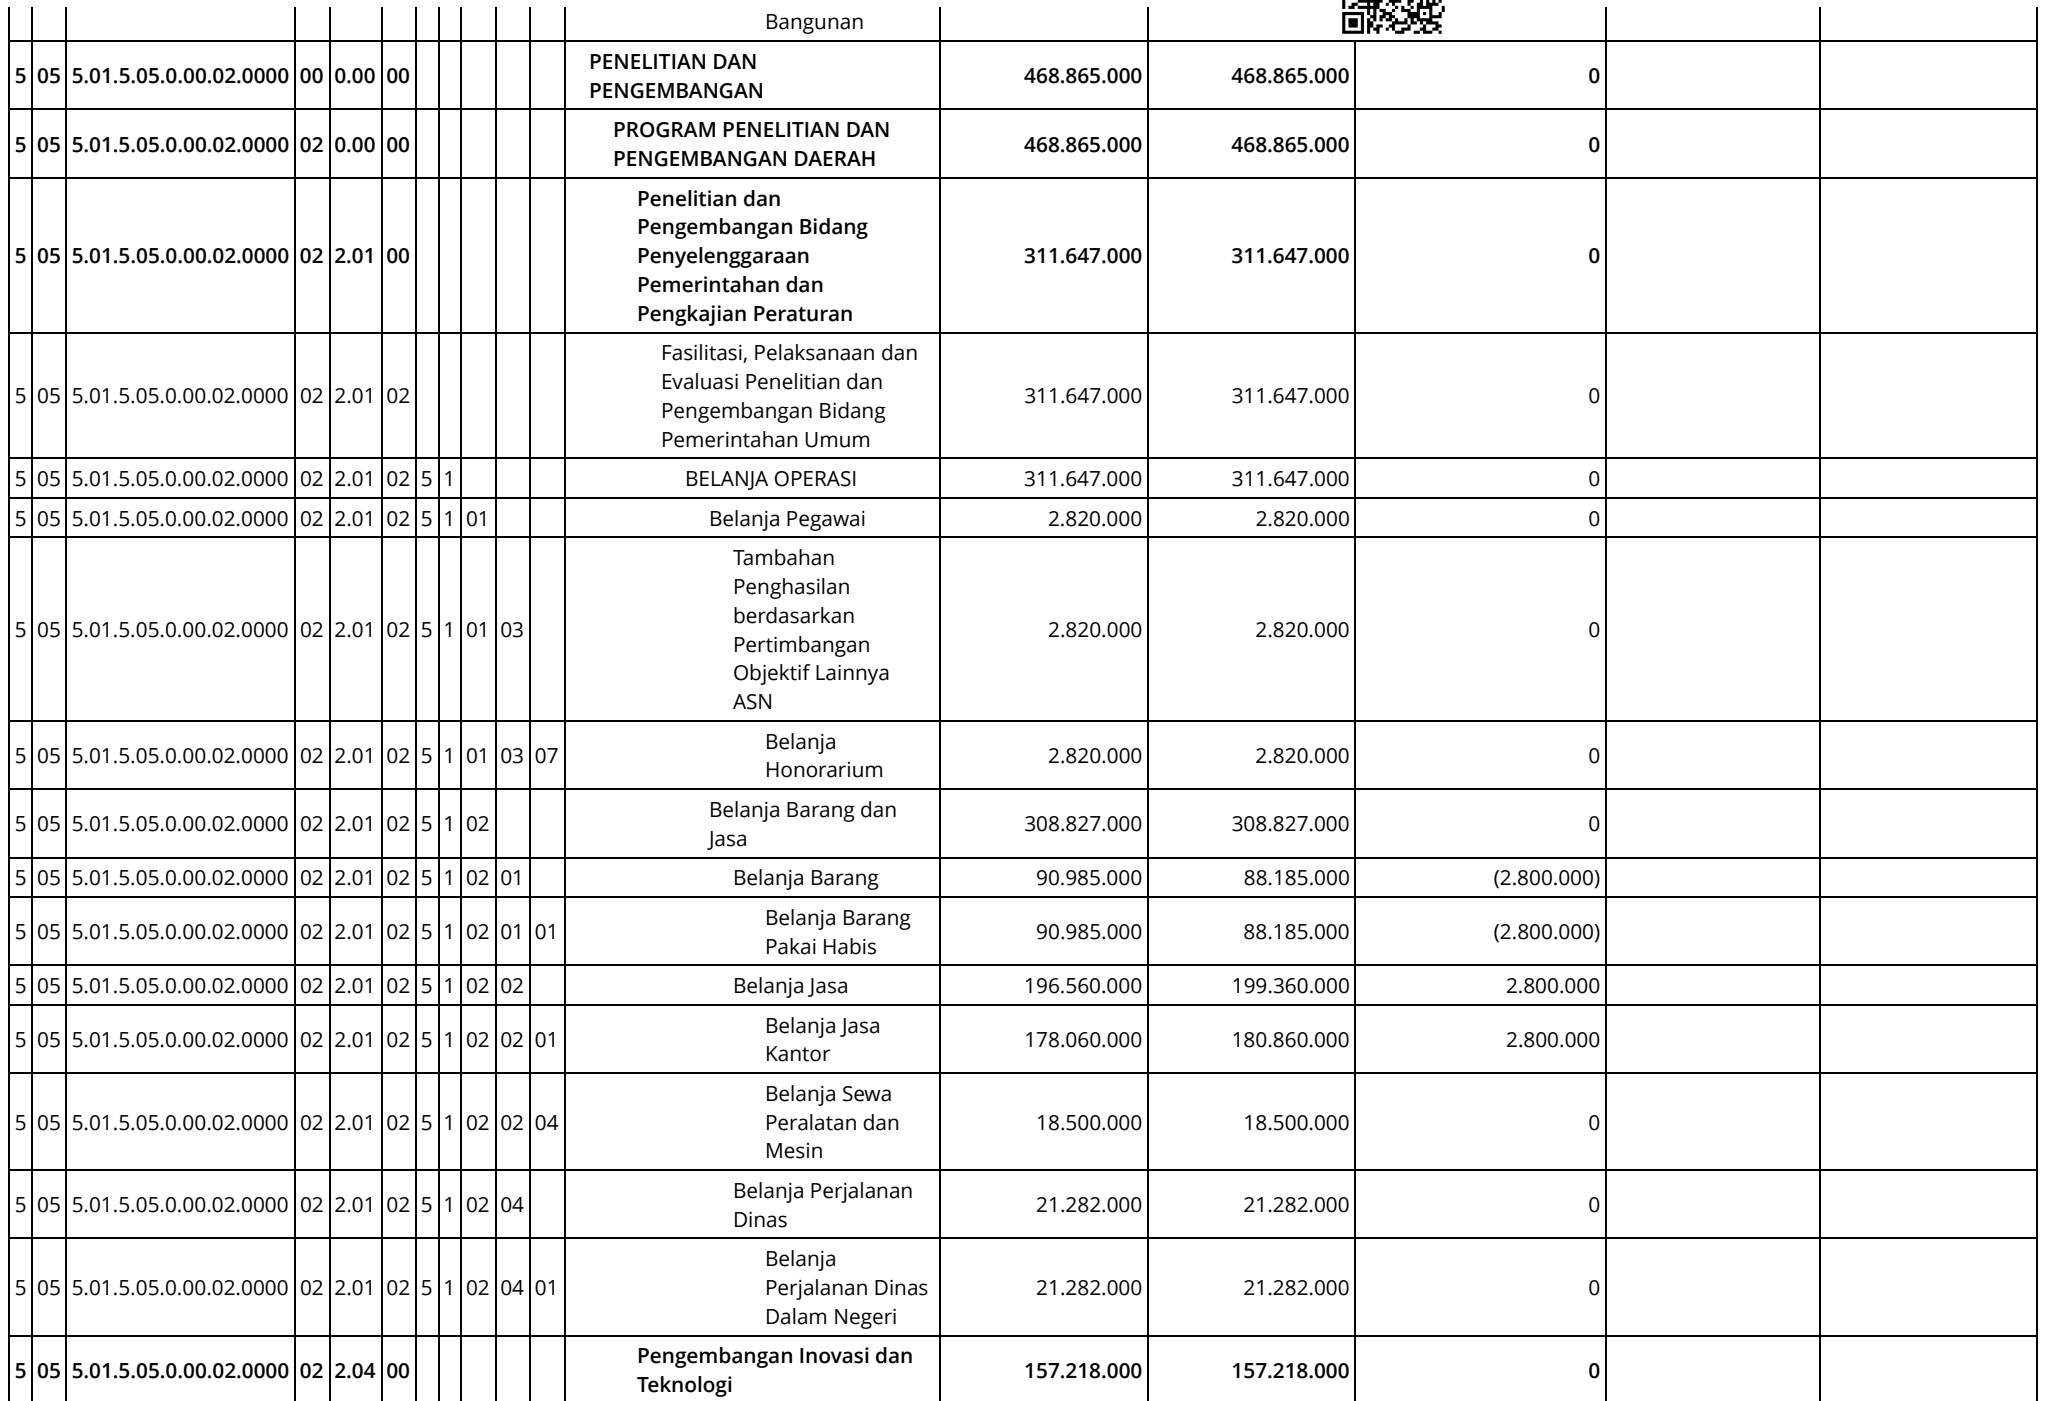 Bangunan
5 05 5.01.5.05.0.00.02.0000 00 0.00 00 PENELITIAN DAN PENGEMBANGAN 468.865.000 468.865.000 0
5 05 5.01.5.05.0.00.02.0000 02 0.00 00 PROGRAM PENELITIAN DAN PENGEMBANGAN DAERAH 468.865.000 468.865.000 0
5 05 5.01.5.05.0.00.02.0000 02 2.01 00 Penelitian dan Pengembangan Bidang Penyelenggaraan Pemerintahan dan Pengkajian Peraturan 311.647.000 311.647.000 0
5 05 5.01.5.05.0.00.02.0000 02 2.01 02 Fasilitasi, Pelaksanaan dan Evaluasi Penelitian dan Pengembangan Bidang Pemerintahan Umum 311.647.000 311.647.000 0
5 05 5.01.5.05.0.00.02.0000 02 2.01 02 5 1 BELANJA OPERASI 311.647.000 311.647.000 0
5 05 5.01.5.05.0.00.02.0000 02 2.01 02 5 1 01 Belanja Pegawai 2.820.000 2.820.000 0
5 05 5.01.5.05.0.00.02.0000 02 2.01 02 5 1 01 03 Tambahan Penghasilan berdasarkan Pertimbangan Objektif Lainnya ASN 2.820.000 2.820.000 0
5 05 5.01.5.05.0.00.02.0000 02 2.01 02 5 1 01 03 07 Belanja Honorarium 2.820.000 2.820.000 0
5 05 5.01.5.05.0.00.02.0000 02 2.01 02 5 1 02 Belanja Barang dan Jasa 308.827.000 308.827.000 0
5 05 5.01.5.05.0.00.02.0000 02 2.01 02 5 1 02 01 Belanja Barang 90.985.000 88.185.000 (2.800.000)
5 05 5.01.5.05.0.00.02.0000 02 2.01 02 5 1 02 01 01 Belanja Barang Pakai Habis 90.985.000 88.185.000 (2.800.000)
5 05 5.01.5.05.0.00.02.0000 02 2.01 02 5 1 02 02 Belanja Jasa 196.560.000 199.360.000 2.800.000
5 05 5.01.5.05.0.00.02.0000 02 2.01 02 5 1 02 02 01 Belanja Jasa Kantor 178.060.000 180.860.000 2.800.000
5 05 5.01.5.05.0.00.02.0000 02 2.01 02 5 1 02 02 04 Belanja Sewa Peralatan dan Mesin 18.500.000 18.500.000 0
5 05 5.01.5.05.0.00.02.0000 02 2.01 02 5 1 02 04 Belanja Perjalanan Dinas 21.282.000 21.282.000 0
5 05 5.01.5.05.0.00.02.0000 02 2.01 02 5 1 02 04 01 Belanja Perjalanan Dinas Dalam Negeri 21.282.000 21.282.000 0
5 05 5.01.5.05.0.00.02.0000 02 2.04 00 Pengembangan Inovasi dan Teknologi 157.218.000 157.218.000 0